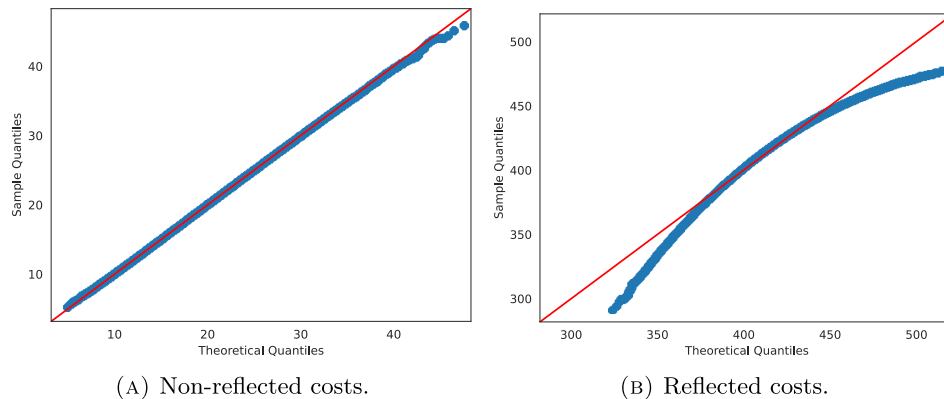 40
30
20
10
Sample Quantiles
10 20 30 40
Theoretical Quantiles
(A) Non-reflected costs.
500
450
400
350
300
Sample Quantiles
300 350 400 450 500
Theoretical Quantiles
(B) Reflected costs.